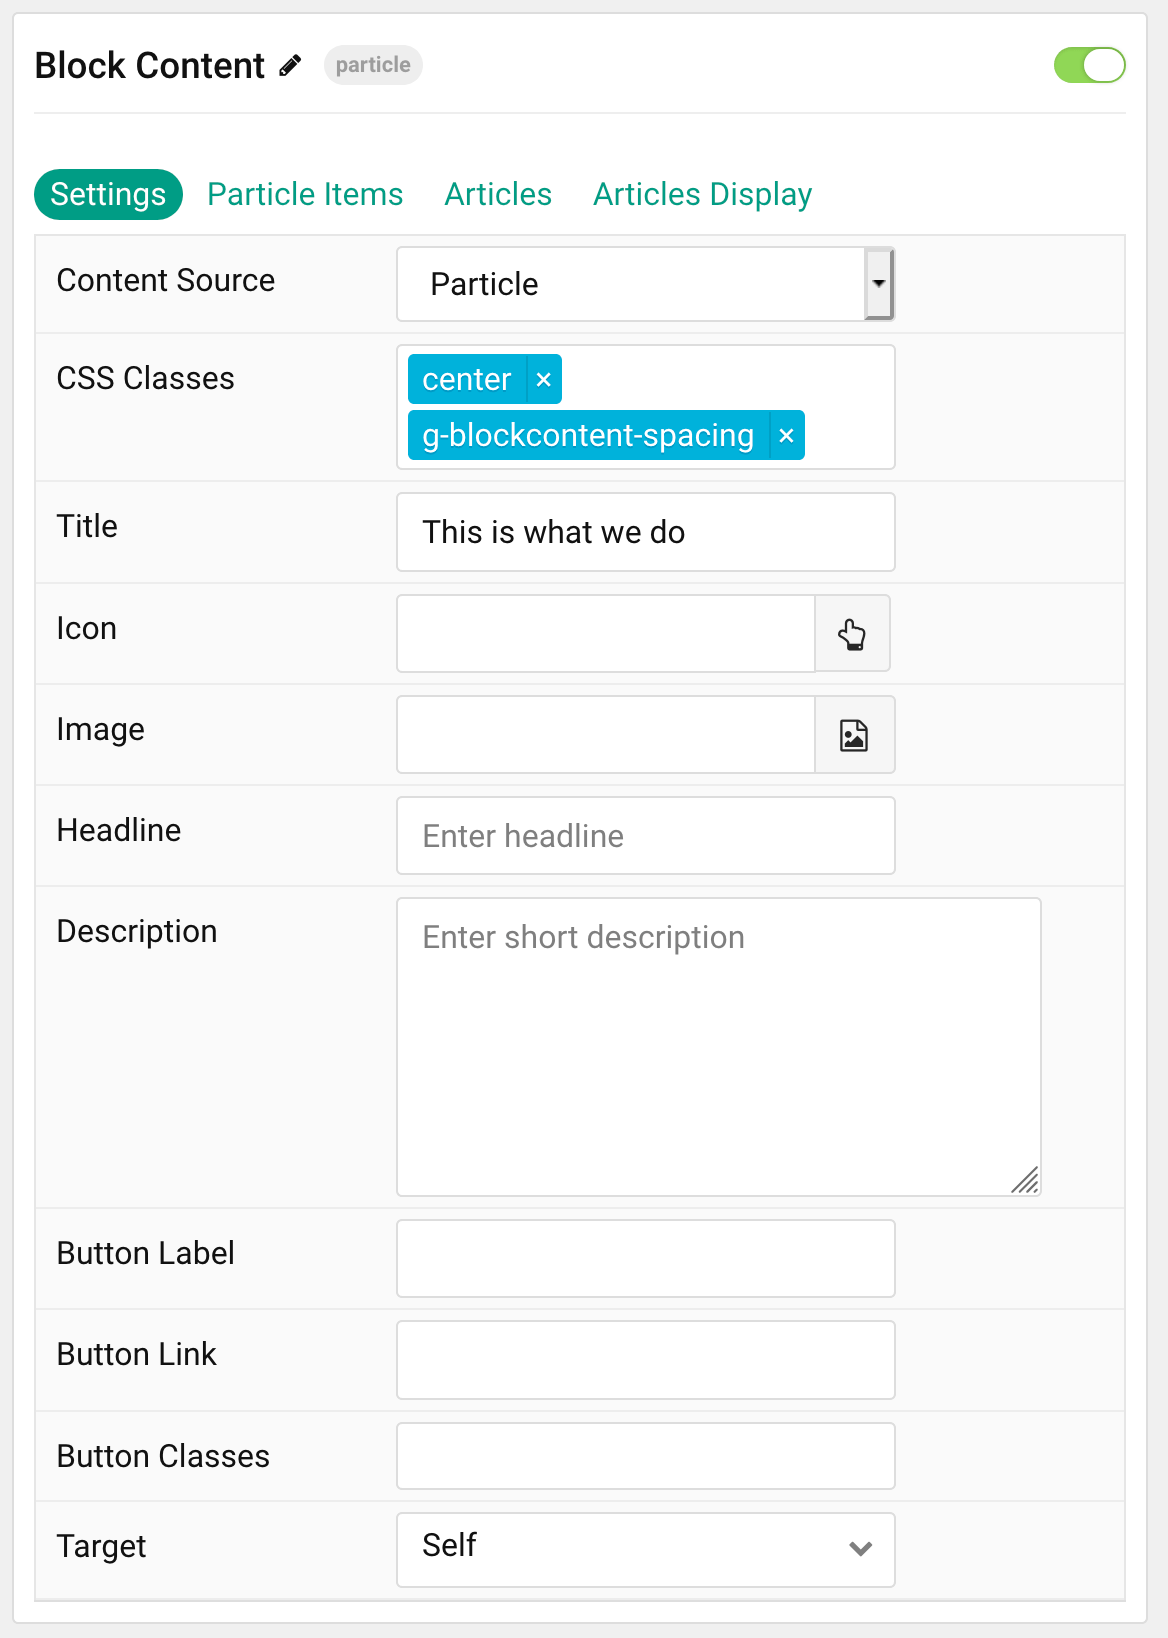 Block Content particle
Settings Particle Items Articles Articles Display
Content Source Particle
CSS Classes center ×
g-blockcontent-spacing ×
Title This is what we do
Icon
Image
Headline Enter headline
Description Enter short description
Button Label
Button Link
Button Classes
Target Self